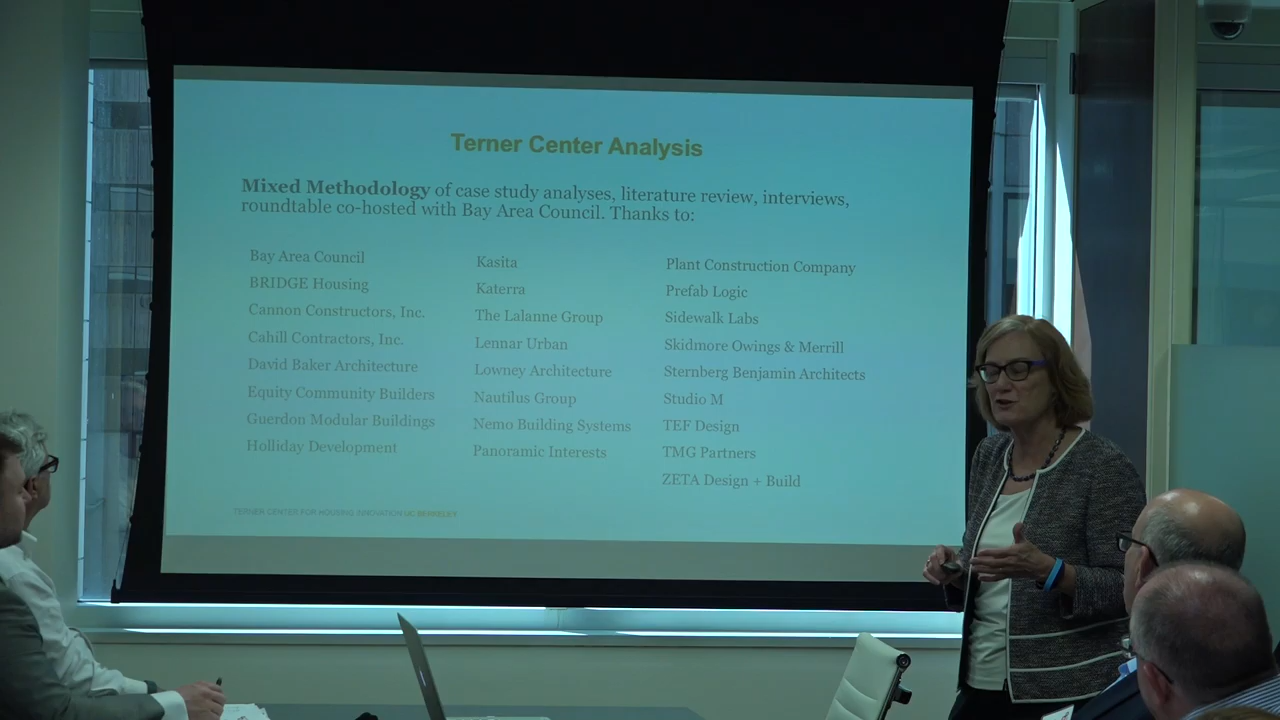 Terner Center Analysis
Mixed Methodology of case study analyses, literature review, interviews,
roundtable co-hosted with Bay Area Council. Thanks to:
Bay Area Council
BRIDGE Housing
Cannon Constructors, Inc.
Cahill Contractors, Inc.
David Baker Architecture
Equity Community Builders
Guerdon Modular Buildings
Holliday Development
Kasita
Katerra
The Lalanne Group
Lennar Urban
Lowney Architecture
Nautilus Group
Nemo Building Systems
Panoramic Interests
Plant Construction Company
Prefab Logic
Sidewalk Labs
Skidmore Owings & Merrill
Sternberg Benjamin Architects
Studio M
TEF Design
TMG Partners
ZETA Design + Build
TERNER CENTER FOR HOUSING INNOVATION UC BERKELEY